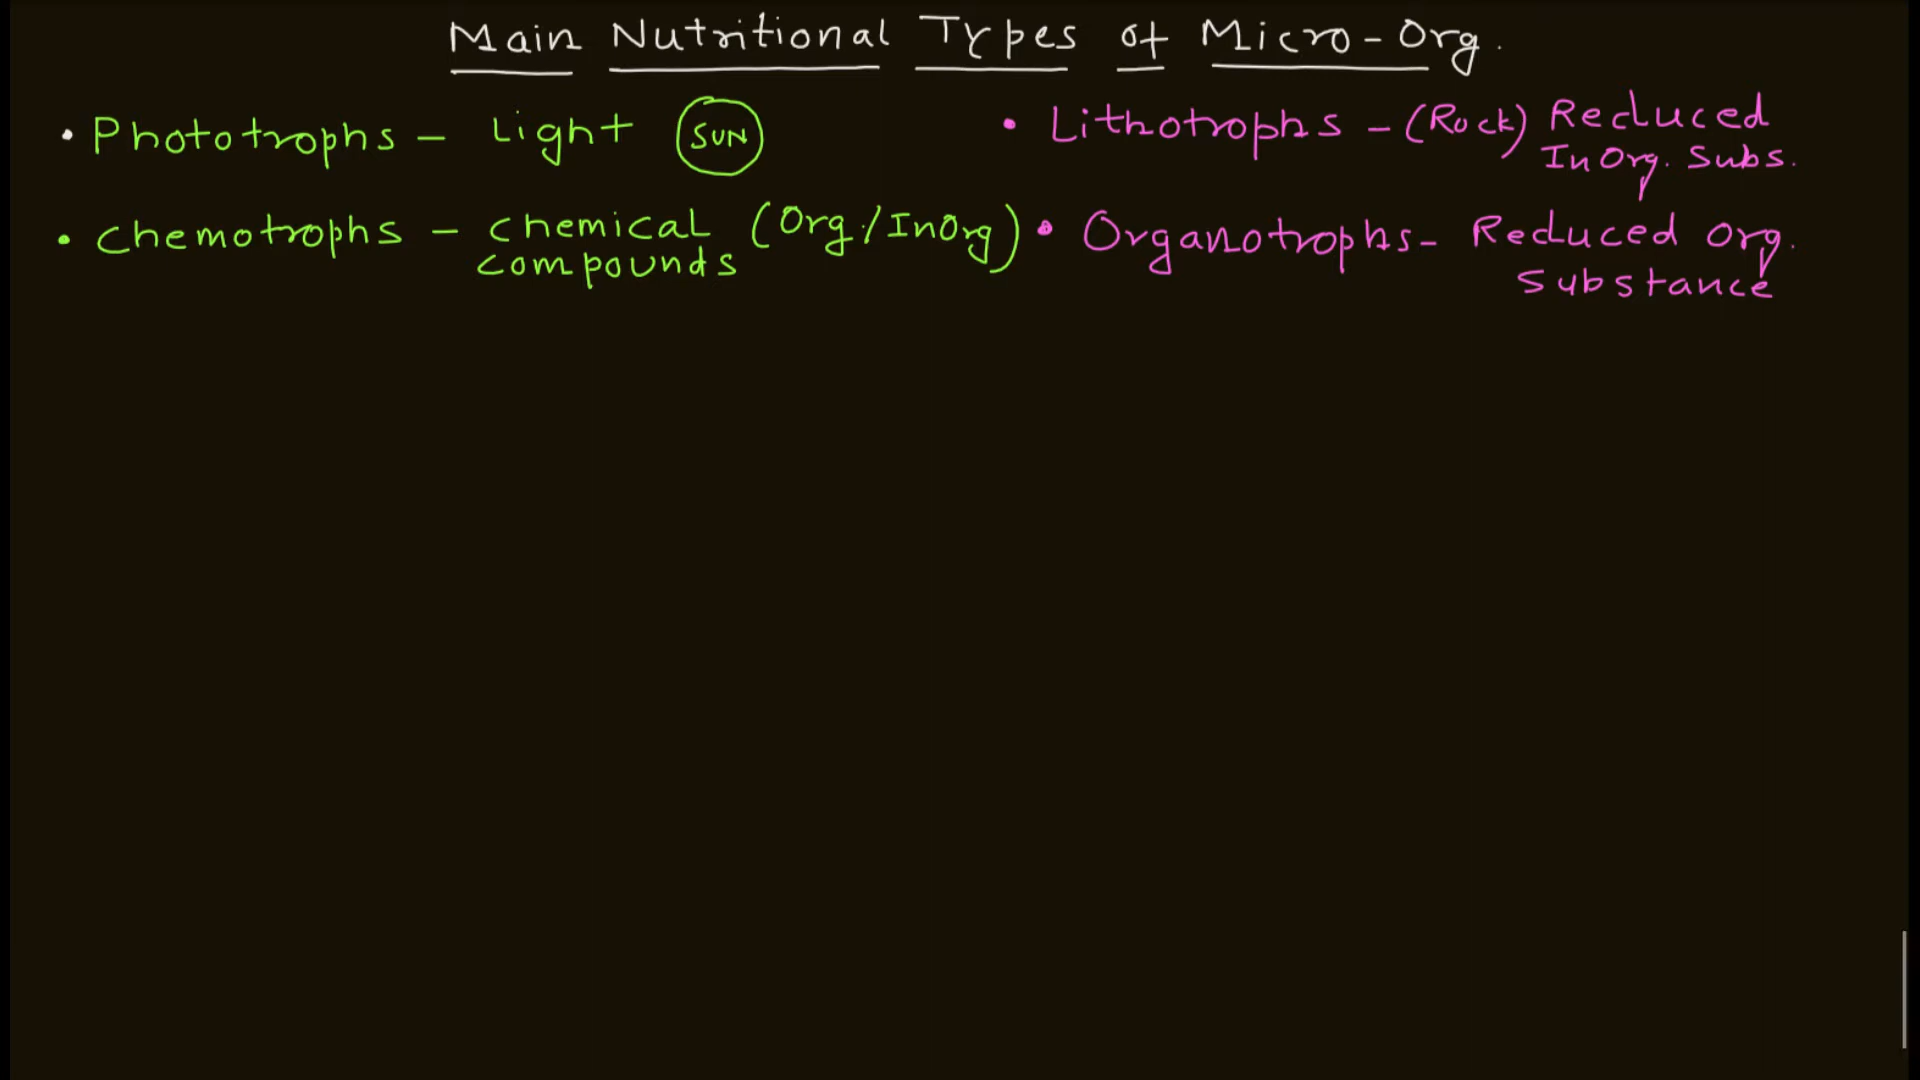 Main Nutritional Types of Micro-Org.
• Phototrophs - Light SUN
• Chemotrophs - Chemical (Org./InOrg)
compounds
• Lithotrophs - (Rock) Reduced
InOrg. Subs.
• Organotrophs - Reduced Org.
Substance